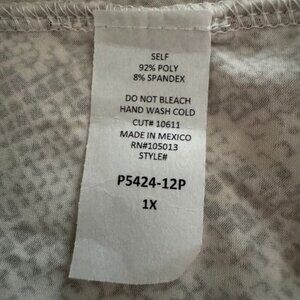 SELF
92% POLY
8% SPANDEX
DO NOT BLEACH
HAND WASH COLD
CUT# 10611
MADE IN MEXICO
RN#105013
STYLE#
P5424-12P
1X